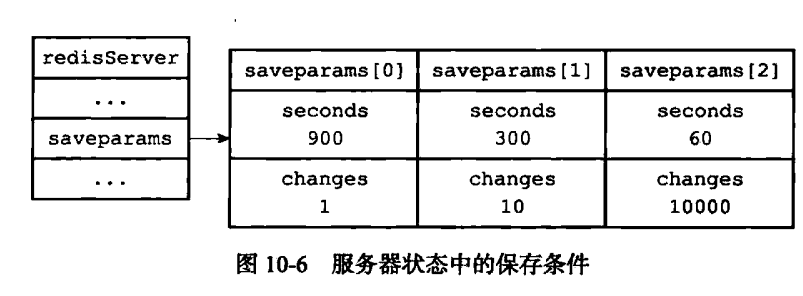 redisServer
...
saveparams
...
saveparams[0] saveparams[1] saveparams[2]
seconds seconds seconds
900 300 60
changes changes changes
1 10 10000
图 10-6 服务器状态中的保存条件